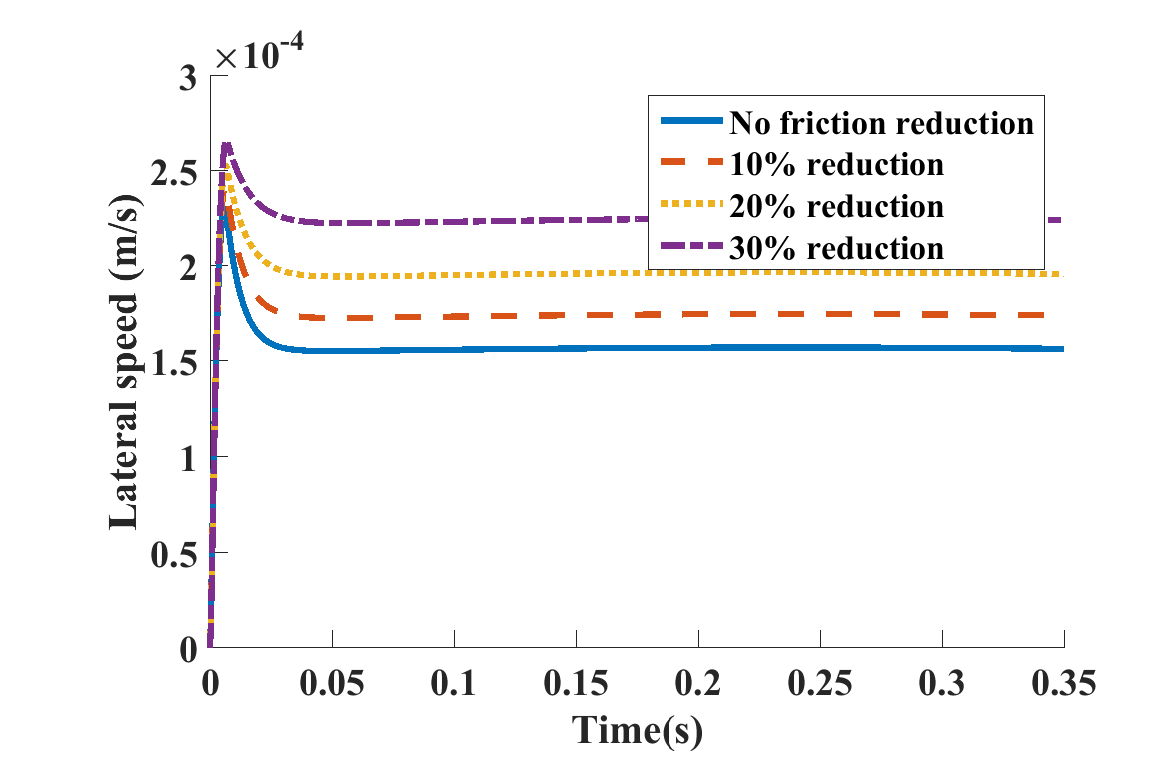 ×10-4
3
2.5
2
1.5
1
0.5
0
Lateral speed (m/s)
No friction reduction
10% reduction
20% reduction
30% reduction
0 0.05 0.1 0.15 0.2 0.25 0.3 0.35
Time(s)